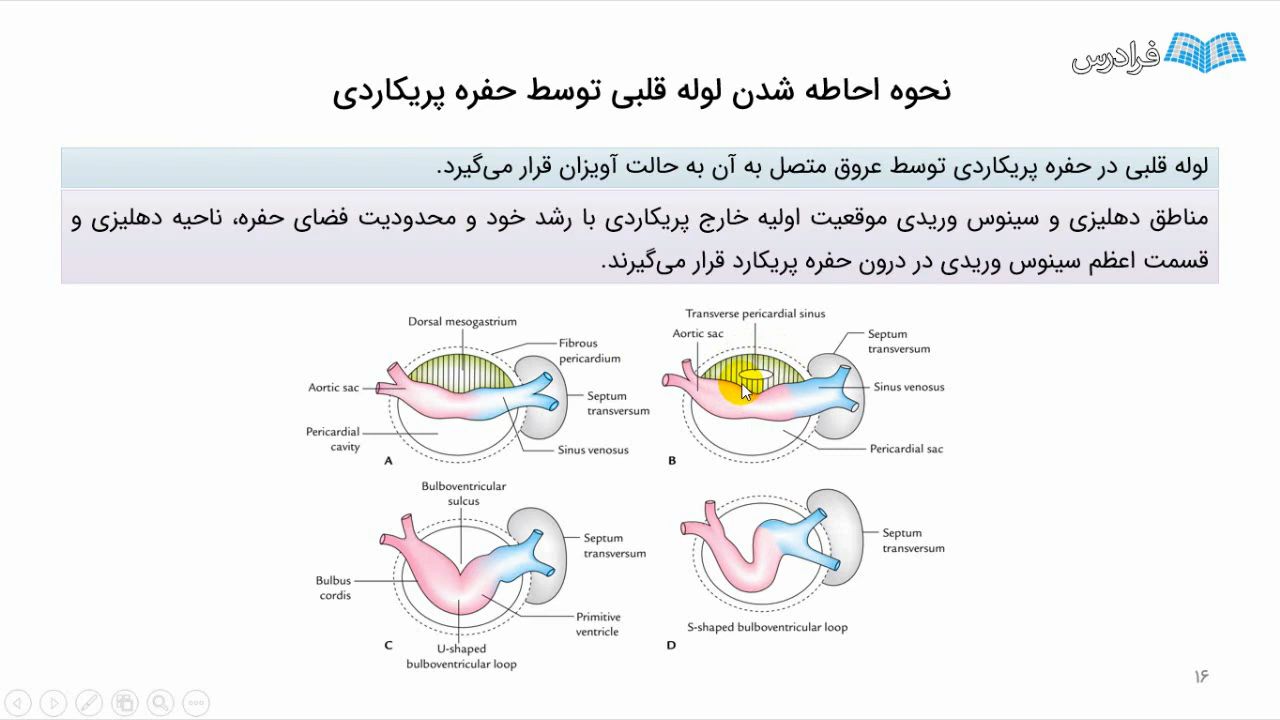 فرادرس
نحوه احاطه شدن لوله قلبی توسط حفره پریکاردی
لوله قلبی در حفره پریکاردی توسط عروق متصل به آن به حالت آویزان قرار می‌گیرد.
مناطق دهلیزی و سینوس وریدی موقعیت اولیه خارج پریکاردی با رشد خود و محدودیت فضای حفره، ناحیه دهلیزی و
قسمت اعظم سینوس وریدی در درون حفره پریکارد قرار می‌گیرند.
Dorsal mesogastrium
Fibrous
pericardium
Aortic sac
Septum
transversum
Pericardial
cavity
Sinus venosus
A
Transverse pericardial sinus
Aortic sac
Septum
transversum
Sinus venosus
Pericardial sac
B
Bulboventricular
sulcus
Septum
transversum
Bulbus
cordis
Primitive
ventricle
C
U-shaped
bulboventricular loop
Septum
transversum
S-shaped bulboventricular loop
D
۱۶